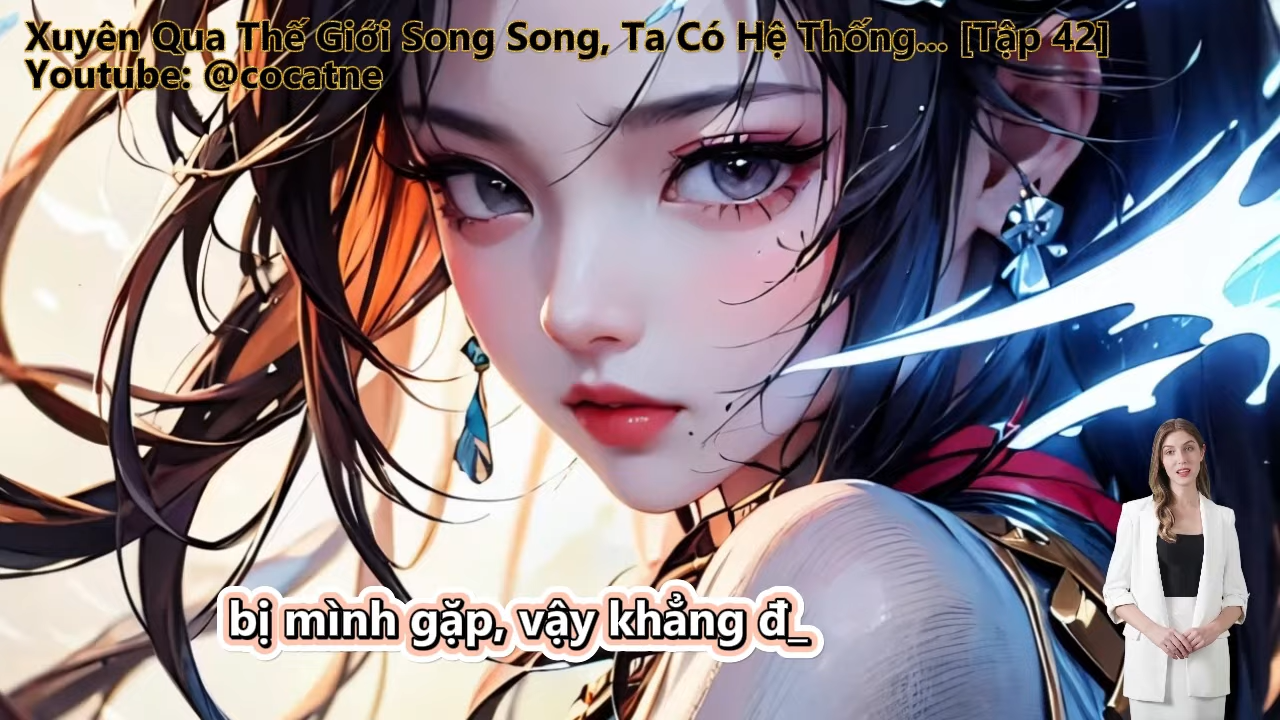 Xuyên Qua Thế Giới Song Song, Ta Có Hệ Thống... [Tập 42]
Youtube: @cocatne
bị mình gặp, vậy khẳng đ_